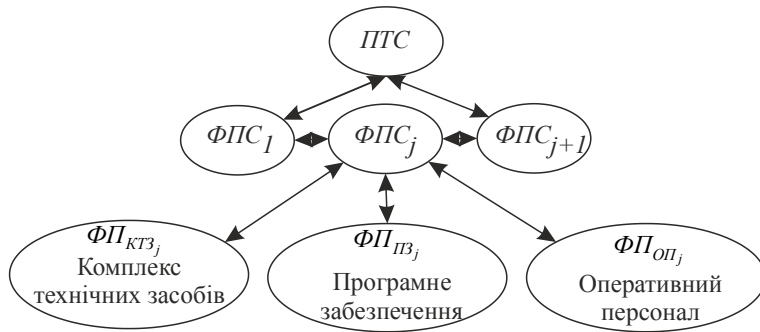 ПТС
ФПС1 ФПСj ФПСj+1
ФПКТЗj ФППЗj ФПОПj
Комплекс Програмне Оперативний
технічних засобів забезпечення персонал